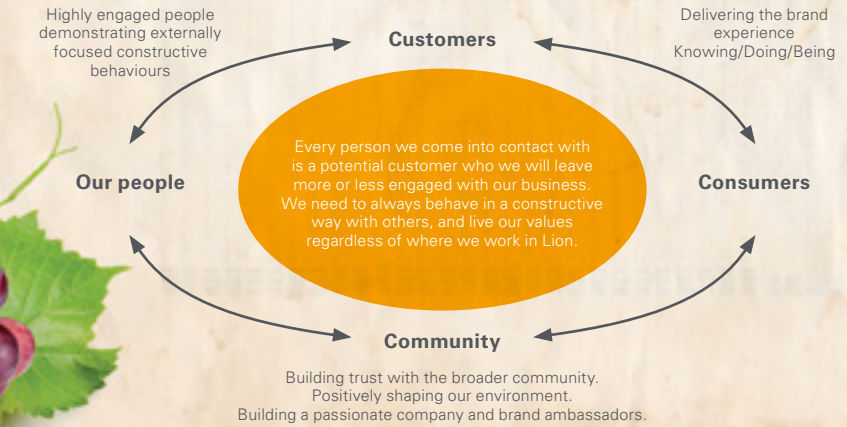 Highly engaged people
demonstrating externally
focused constructive
behaviours
Customers
Delivering the brand
experience
Knowing/Doing/Being
Every person we come into contact with
is a potential customer who we will leave
more or less engaged with our business.
We need to always behave in a constructive
way with others, and live our values
regardless of where we work in Lion.
Our people
Consumers
Community
Building trust with the broader community.
Positively shaping our environment.
Building a passionate company and brand ambassadors.